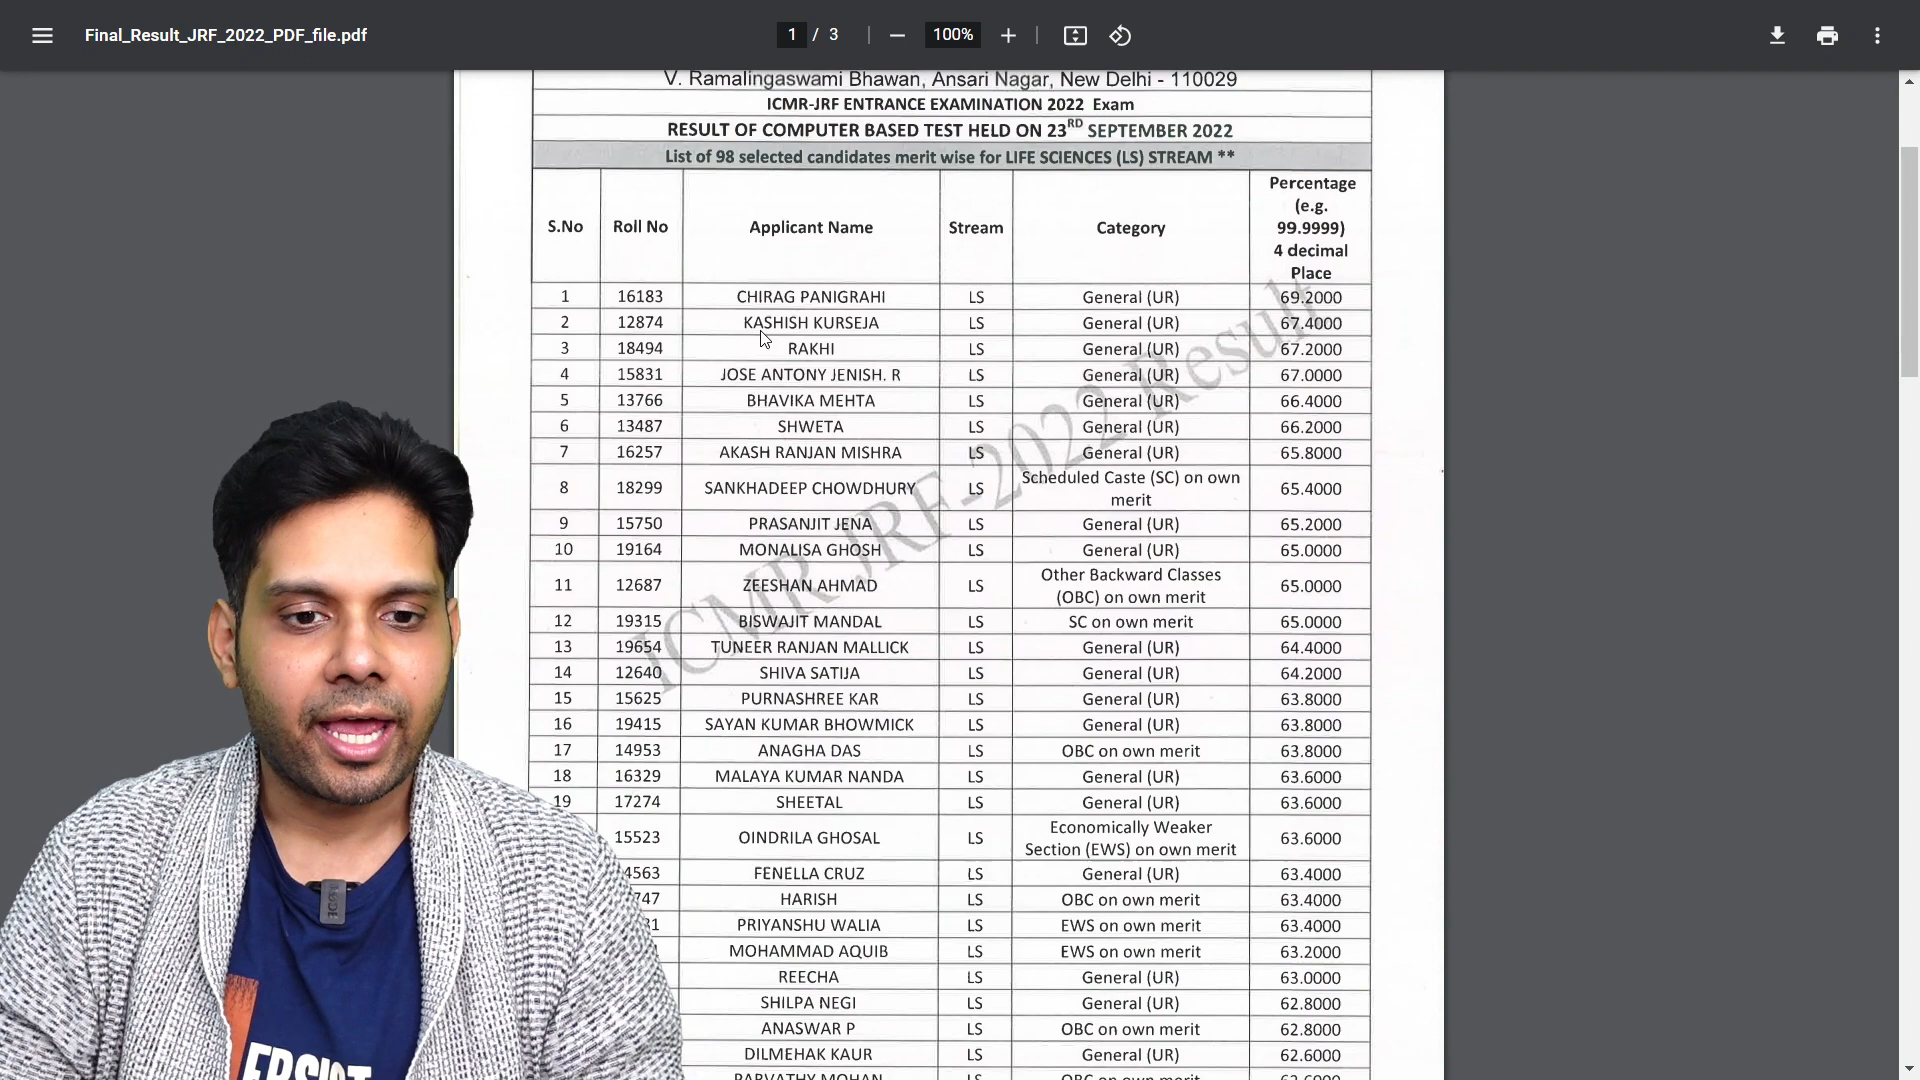 Final_Result_JRF_2022_PDF_file.pdf
1 / 3
100%
V. Ramalingaswami Bhawan, Ansari Nagar, New Delhi - 110029
ICMR-JRF ENTRANCE EXAMINATION 2022 Exam
RESULT OF COMPUTER BASED TEST HELD ON 23RD SEPTEMBER 2022
List of 98 selected candidates merit wise for LIFE SCIENCES (LS) STREAM **
S.No Roll No Applicant Name Stream Category Percentage (e.g. 99.9999) 4 decimal Place
1 16183 CHIRAG PANIGRAHI LS General (UR) 69.2000
2 12874 KASHISH KURSEJA LS General (UR) 67.4000
3 18494 RAKHI LS General (UR) 67.2000
4 15831 JOSE ANTONY JENISH. R LS General (UR) 67.0000
5 13766 BHAVIKA MEHTA LS General (UR) 66.4000
6 13487 SHWETA LS General (UR) 66.2000
7 16257 AKASH RANJAN MISHRA LS General (UR) 65.8000
8 18299 SANKHADEEP CHOWDHURY LS Scheduled Caste (SC) on own merit 65.4000
9 15750 PRASANJIT JENA LS General (UR) 65.2000
10 19164 MONALISA GHOSH LS General (UR) 65.0000
11 12687 ZEESHAN AHMAD LS Other Backward Classes (OBC) on own merit 65.0000
12 19315 BISWAJIT MANDAL LS SC on own merit 65.0000
13 19654 TUNEER RANJAN MALLICK LS General (UR) 64.4000
14 12640 SHIVA SATIJA LS General (UR) 64.2000
15 15625 PURNASHREE KAR LS General (UR) 63.8000
16 19415 SAYAN KUMAR BHOWMICK LS General (UR) 63.8000
17 14953 ANAGHA DAS LS OBC on own merit 63.8000
18 16329 MALAYA KUMAR NANDA LS General (UR) 63.6000
19 17274 SHEETAL LS General (UR) 63.6000
15523 OINDRILA GHOSAL LS Economically Weaker Section (EWS) on own merit 63.6000
4563 FENELLA CRUZ LS General (UR) 63.4000
747 HARISH LS OBC on own merit 63.4000
1 PRIYANSHU WALIA LS EWS on own merit 63.4000
MOHAMMAD AQUIB LS EWS on own merit 63.2000
REECHA LS General (UR) 63.0000
SHILPA NEGI LS General (UR) 62.8000
ANASWAR P LS OBC on own merit 62.8000
DILMEHAK KAUR LS General (UR) 62.6000
PARVATHY MOHAN LS OBC on own merit 62.6000
ICMR-JRF-2022 Result